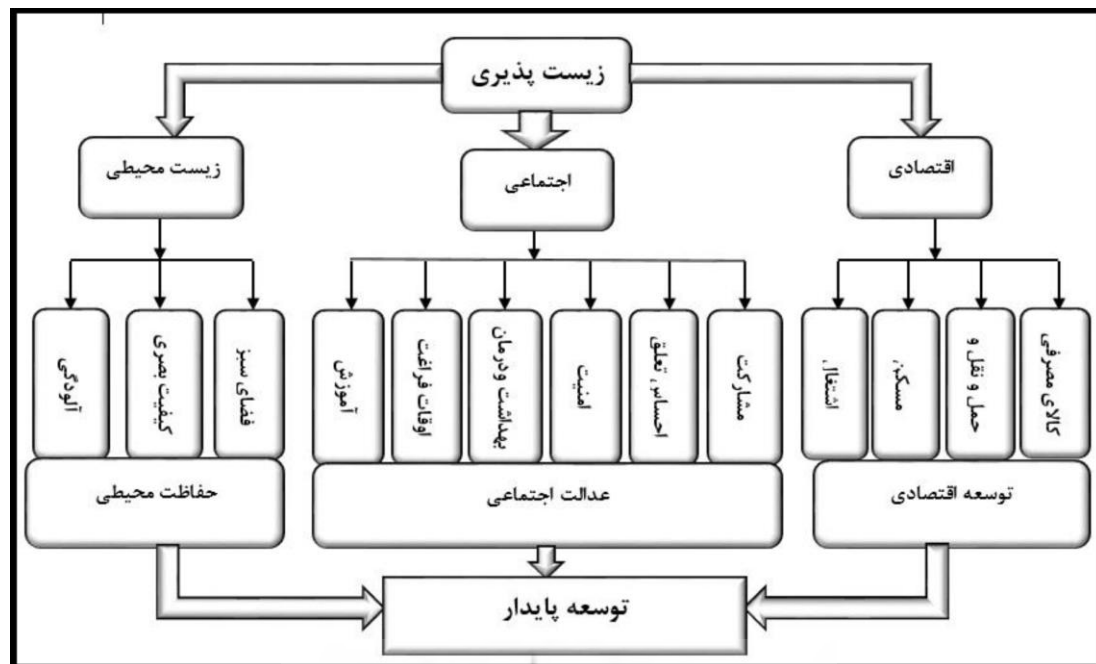 زیست پذیری
اقتصادی
اجتماعی
زیست محیطی
کالای مصرفی
حمل و نقل و
مسکن
اشتغال
مشارکت
احساس تعلق
امنیت
بهداشت ودرمان
اوقات فراغت
آموزش
فضای سبز
کیفیت بصری
آلودگی
توسعه اقتصادی
عدالت اجتماعی
حفاظت محیطی
توسعه پایدار